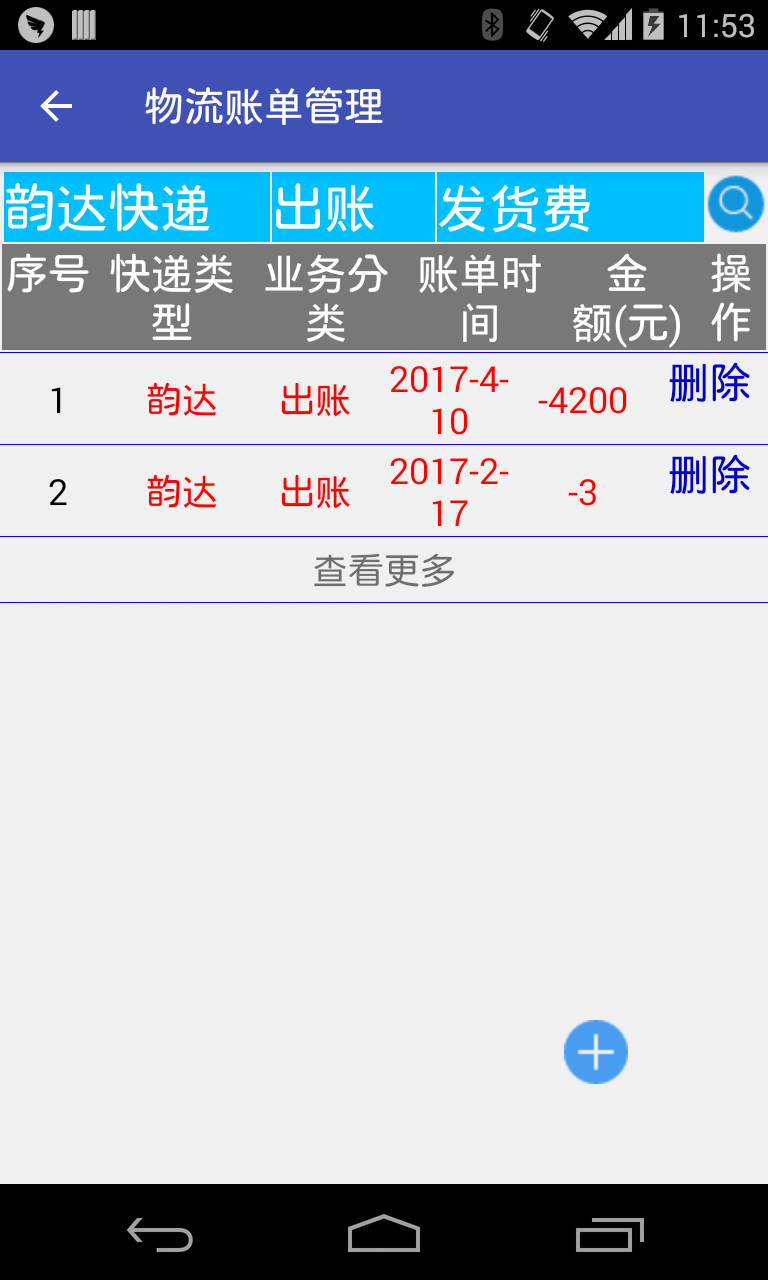 11:53
物流账单管理
韵达快递 出账 发货费
序号 快递类型 业务分类 账单时间 金额(元) 操作
1 韵达 出账 2017-4-10 -4200 删除
2 韵达 出账 2017-2-17 -3 删除
查看更多